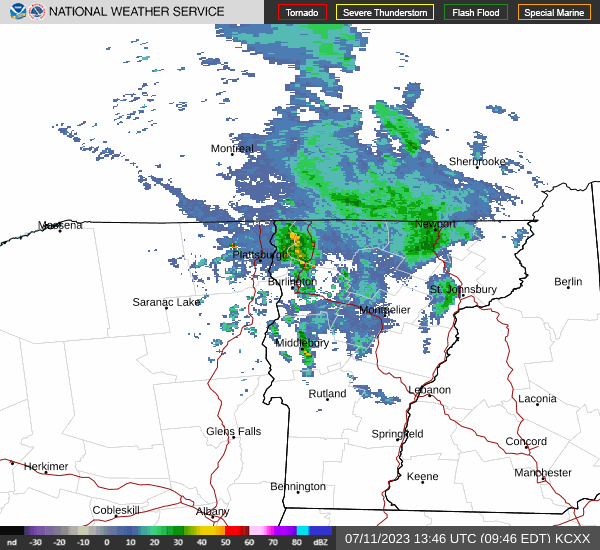 NATIONAL WEATHER SERVICE Tornado Severe Thunderstorm Flash Flood Special Marine
Montreal
Sherbrooke
Massena
Newport
Plattsburgh
Burlington
Berlin
Saranac Lake
St. Johnsbury
Montpelier
Middlebury
Rutland
Lebanon
Laconia
Glens Falls
Springfield
Concord
Herkimer
Keene
Manchester
Bennington
Cobleskill
Albany
nd -30 -20 -10 0 10 20 30 40 50 60 70 80 dBZ
07/11/2023 13:46 UTC (09:46 EDT) KCXX